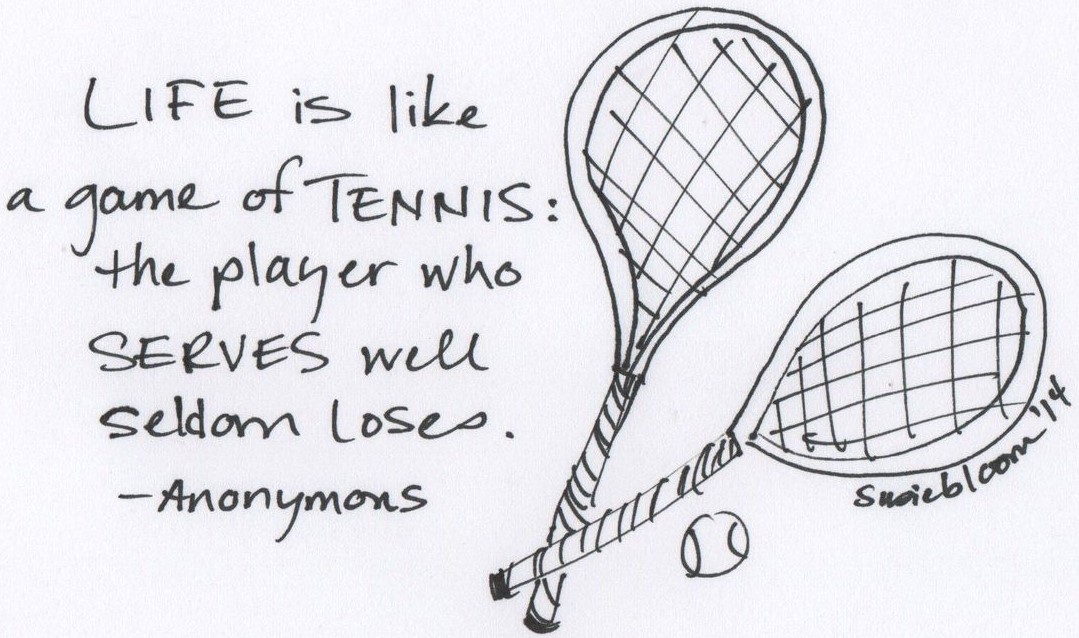 LIFE is like
a game of TENNIS:
the player who
SERVES well
seldom loses.
-Anonymous
Susiebloom '14